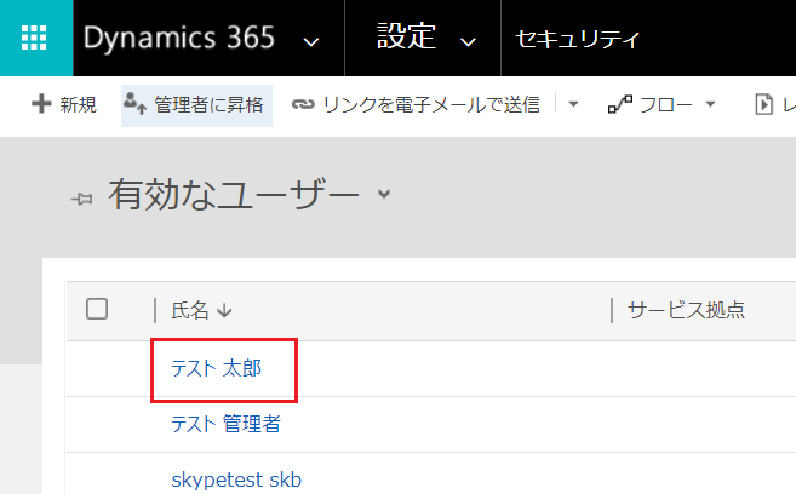 Dynamics 365 設定 セキュリティ
新規 管理者に昇格 リンクを電子メールで送信 フロー レ
有効なユーザー
氏名 サービス拠点
テスト 太郎
テスト 管理者
skypetest skb